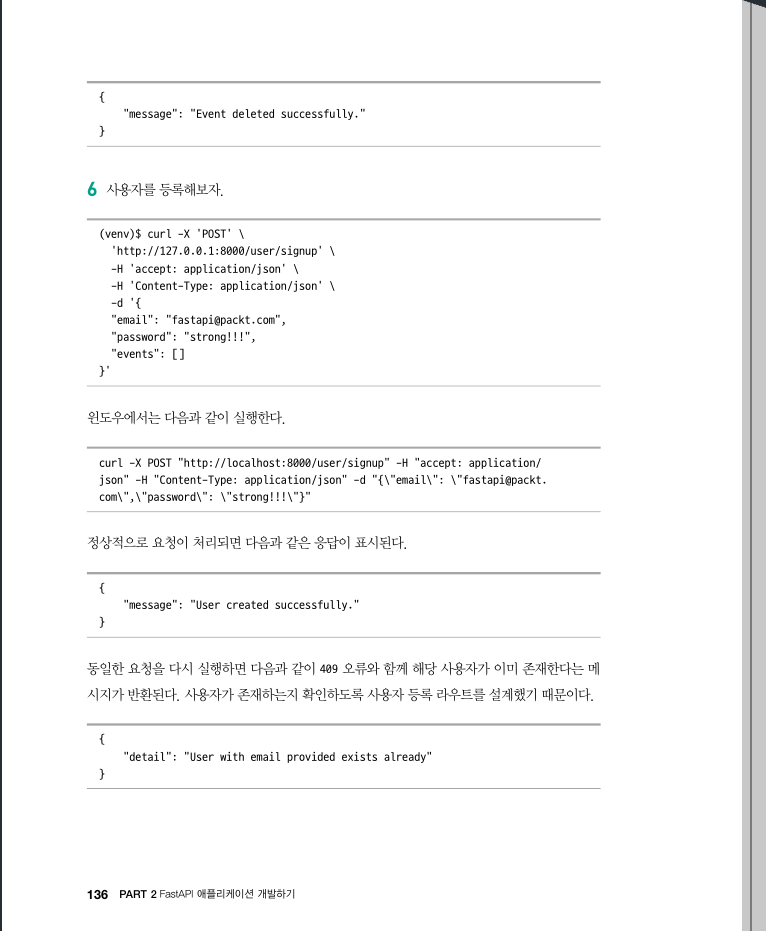 {
    "message": "Event deleted successfully."
}
6 사용자를 등록해보자.
(venv)$ curl -X 'POST' \
  'http://127.0.0.1:8000/user/signup' \
  -H 'accept: application/json' \
  -H 'Content-Type: application/json' \
  -d '{
  "email": "fastapi@packt.com",
  "password": "strong!!!",
  "events": []
}'
윈도우에서는 다음과 같이 실행한다.
curl -X POST "http://localhost:8000/user/signup" -H "accept: application/
json" -H "Content-Type: application/json" -d "{\"email\": \"fastapi@packt.
com\",\"password\": \"strong!!!\"}"
정상적으로 요청이 처리되면 다음과 같은 응답이 표시된다.
{
    "message": "User created successfully."
}
동일한 요청을 다시 실행하면 다음과 같이 409 오류와 함께 해당 사용자가 이미 존재한다는 메
시지가 반환된다. 사용자가 존재하는지 확인하도록 사용자 등록 라우트를 설계했기 때문이다.
{
    "detail": "User with email provided exists already"
}
136 PART 2 FastAPI 애플리케이션 개발하기